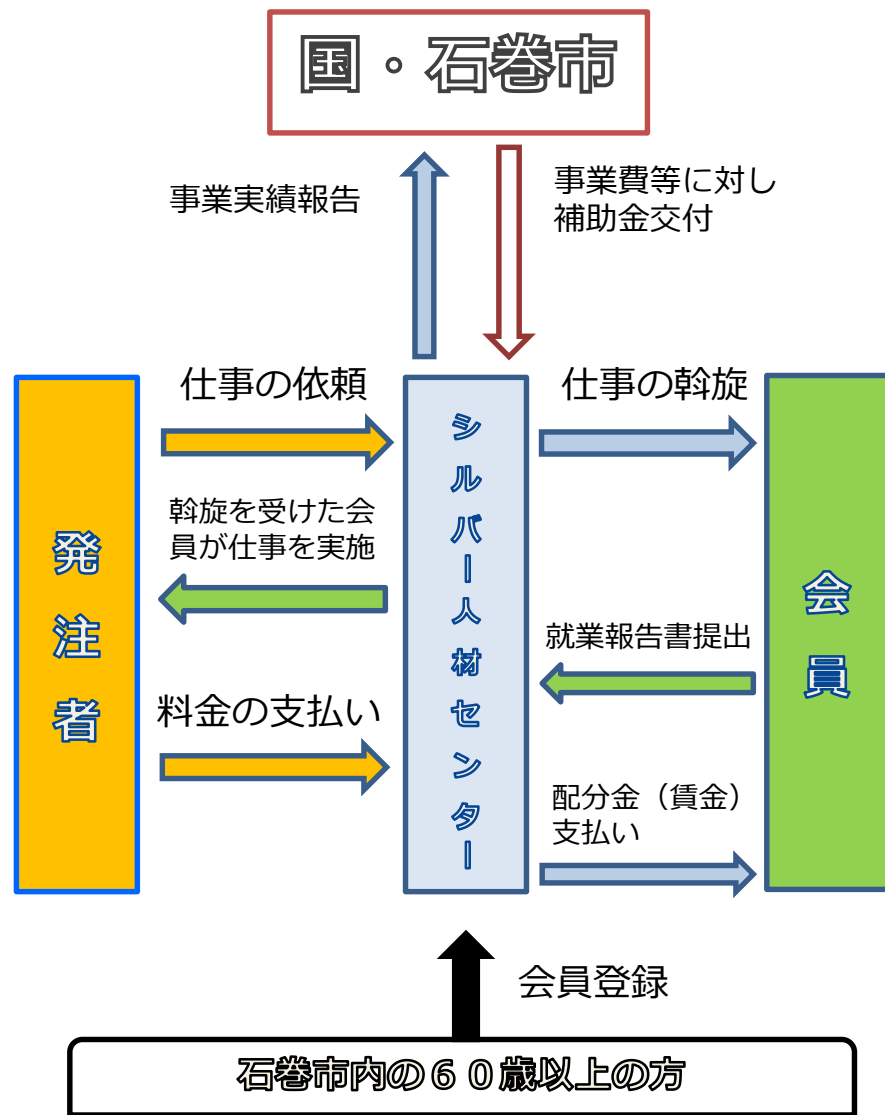 国・石巻市
事業実績報告
事業費等に対し
補助金交付
仕事の依頼
仕事の斡旋
発注者
斡旋を受けた会
員が仕事を実施
料金の支払い
シルバー人材センター
会員
就業報告書提出
配分金（賃金）
支払い
会員登録
石巻市内の６０歳以上の方